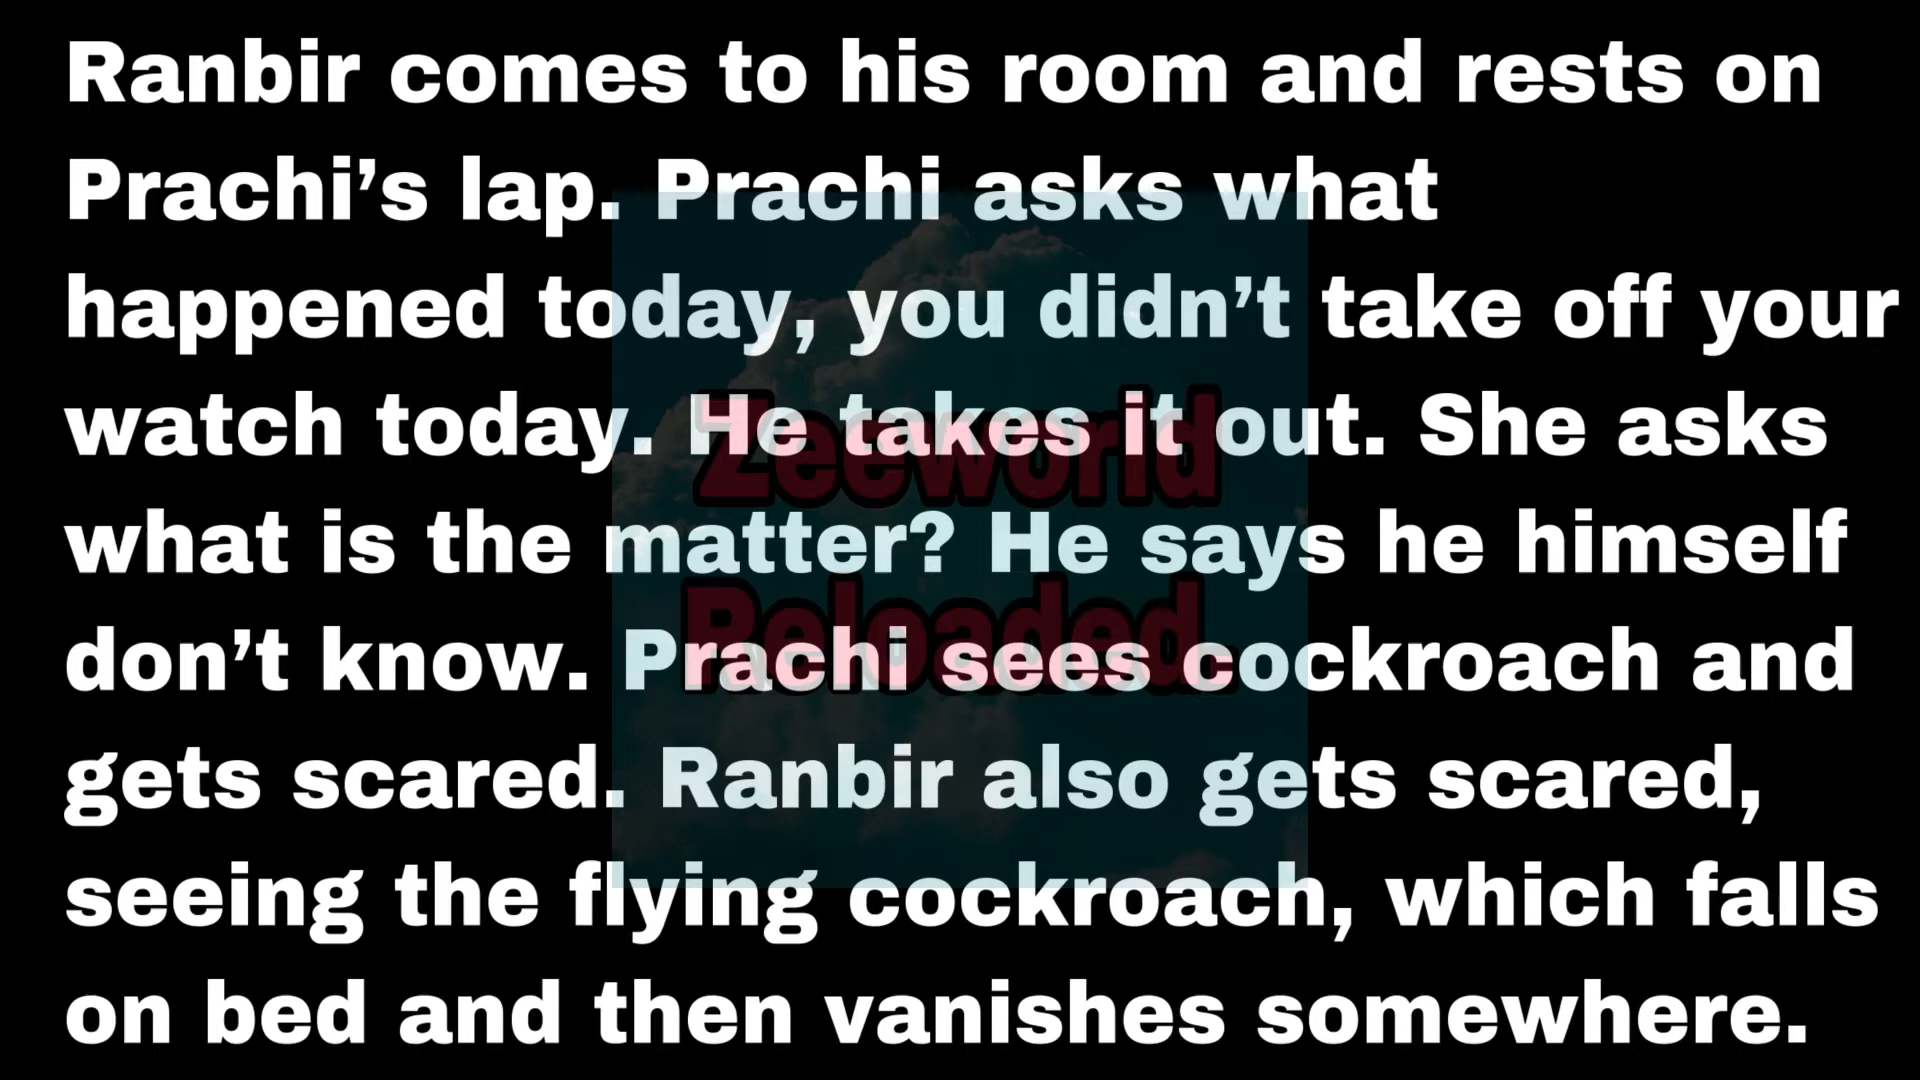 Ranbir comes to his room and rests on
Prachi’s lap. Prachi asks what
happened today, you didn’t take off your
watch today. He takes it out. She asks
what is the matter? He says he himself
don’t know. Prachi sees cockroach and
gets scared. Ranbir also gets scared,
seeing the flying cockroach, which falls
on bed and then vanishes somewhere.
Zeeworld
Reloaded